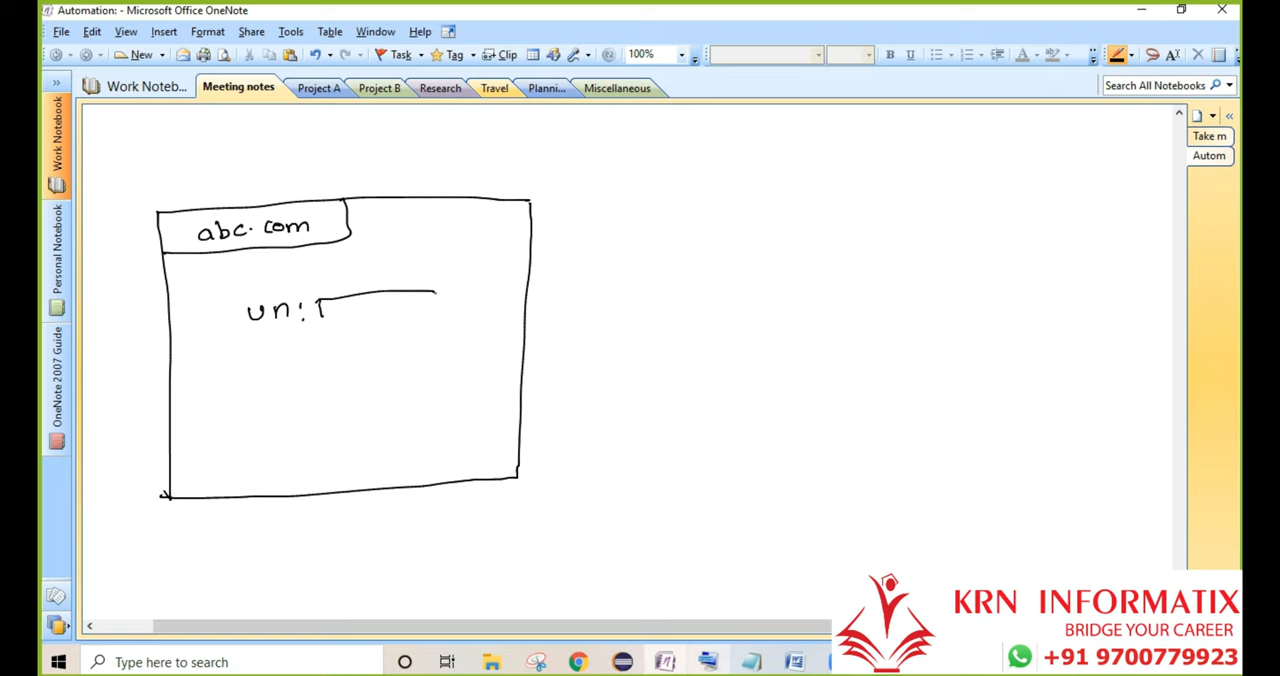 Automation: - Microsoft Office OneNote
File Edit View Insert Format Share Tools Table Window Help
New Task Tag Clip 100% B U A
Work Noteb... Meeting notes Project A Project B Research Travel Planni... Miscellaneous Search All Notebooks
Work Notebook
Personal Notebook
OneNote 2007 Guide
Take m
Autom
abc.com
un:
Type here to search
KRN INFORMATIX
BRIDGE YOUR CAREER
+91 9700779923